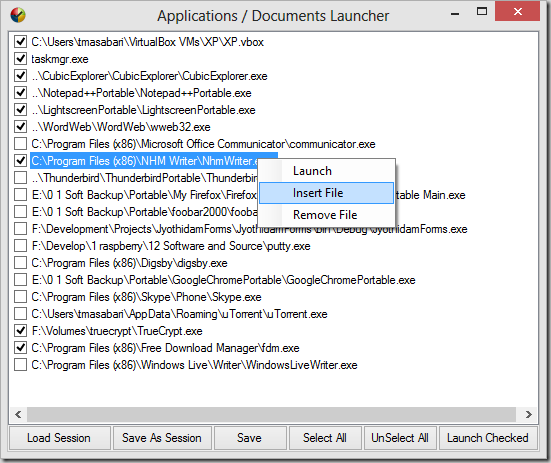 Applications / Documents Launcher
C:\Users\tmasabari\VirtualBox VMs\XP\XP.vbox
taskmgr.exe
..\CubicExplorer\CubicExplorer\CubicExplorer.exe
..\Notepad++Portable\Notepad++Portable.exe
..\LightscreenPortable\LightscreenPortable.exe
..\WordWeb\WordWeb\wweb32.exe
C:\Program Files (x86)\Microsoft Office Communicator\communicator.exe
C:\Program Files (x86)\NHM Writer\NhmWriter.e
Launch
..\Thunderbird\ThunderbirdPortable\Thunderbird
Insert File
E:\0 1 Soft Backup\Portable\My Firefox\Firefox
table Main.exe
E:\0 1 Soft Backup\Portable\foobar2000\fooba
Remove File
F:\Development\Projects\JyothidamForms\JyothidamForms\bin\Debug\JyothidamForms.exe
F:\Develop\1 raspberry\12 Software and Source\putty.exe
C:\Program Files (x86)\Digsby\digsby.exe
E:\0 1 Soft Backup\Portable\GoogleChromePortable\GoogleChromePortable.exe
C:\Program Files (x86)\Skype\Phone\Skype.exe
C:\Users\tmasabari\AppData\Roaming\uTorrent\uTorrent.exe
F:\Volumes\truecrypt\TrueCrypt.exe
C:\Program Files (x86)\Free Download Manager\fdm.exe
C:\Program Files (x86)\Windows Live\Writer\WindowsLiveWriter.exe
Load Session Save As Session Save Select All UnSelect All Launch Checked